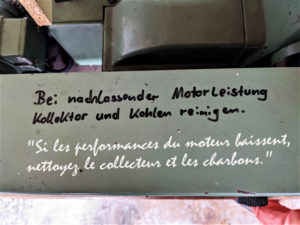 Bei nachlassender Motorleistung
Kollektor und Kohlen reinigen.
"Si les performances du moteur baissent,
nettoyez le collecteur et les charbons."